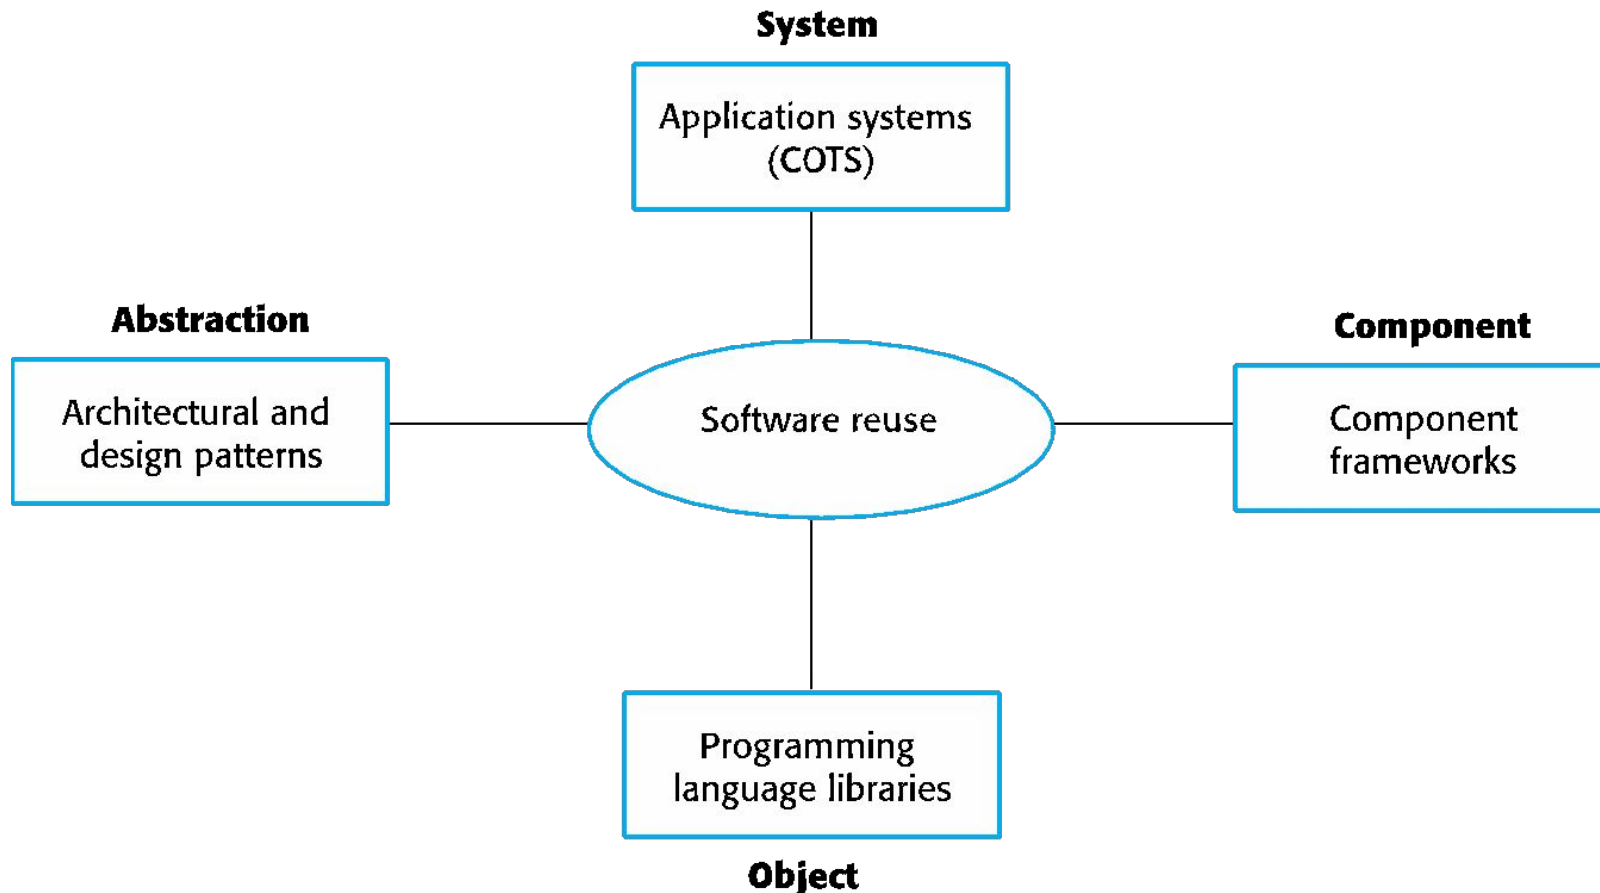 System
Application systems
(COTS)
Abstraction
Architectural and
design patterns
Software reuse
Component
Component
frameworks
Programming
language libraries
Object